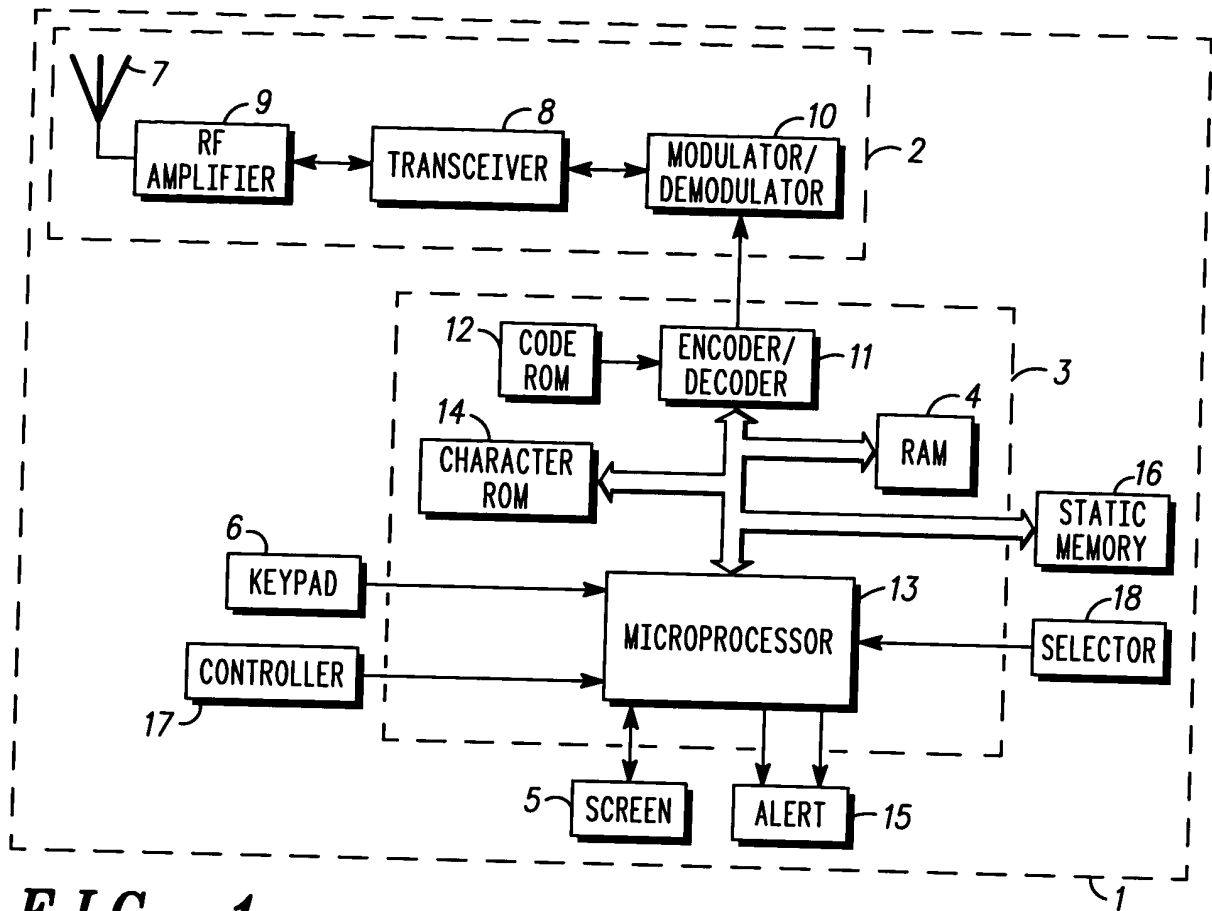 7
9
RF
AMPLIFIER
8
TRANSCEIVER
10
MODULATOR/
DEMODULATOR
2
12
CODE
ROM
ENCODER/
DECODER
11
3
4
RAM
14
CHARACTER
ROM
16
STATIC
MEMORY
6
KEYPAD
13
MICROPROCESSOR
18
SELECTOR
CONTROLLER
17
5
SCREEN
ALERT
15
1
FIG. 1